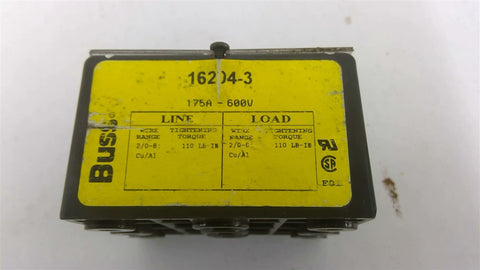 16204-3
175A - 600V
LINE
LOAD
WIRE RANGE
TIGHTENING TORQUE
WIRE RANGE
TIGHTENING TORQUE
2/0-8: 110 LB-IN
2/0-6: 110 LB-IN
Cu/Al
Cu/Al
Buss